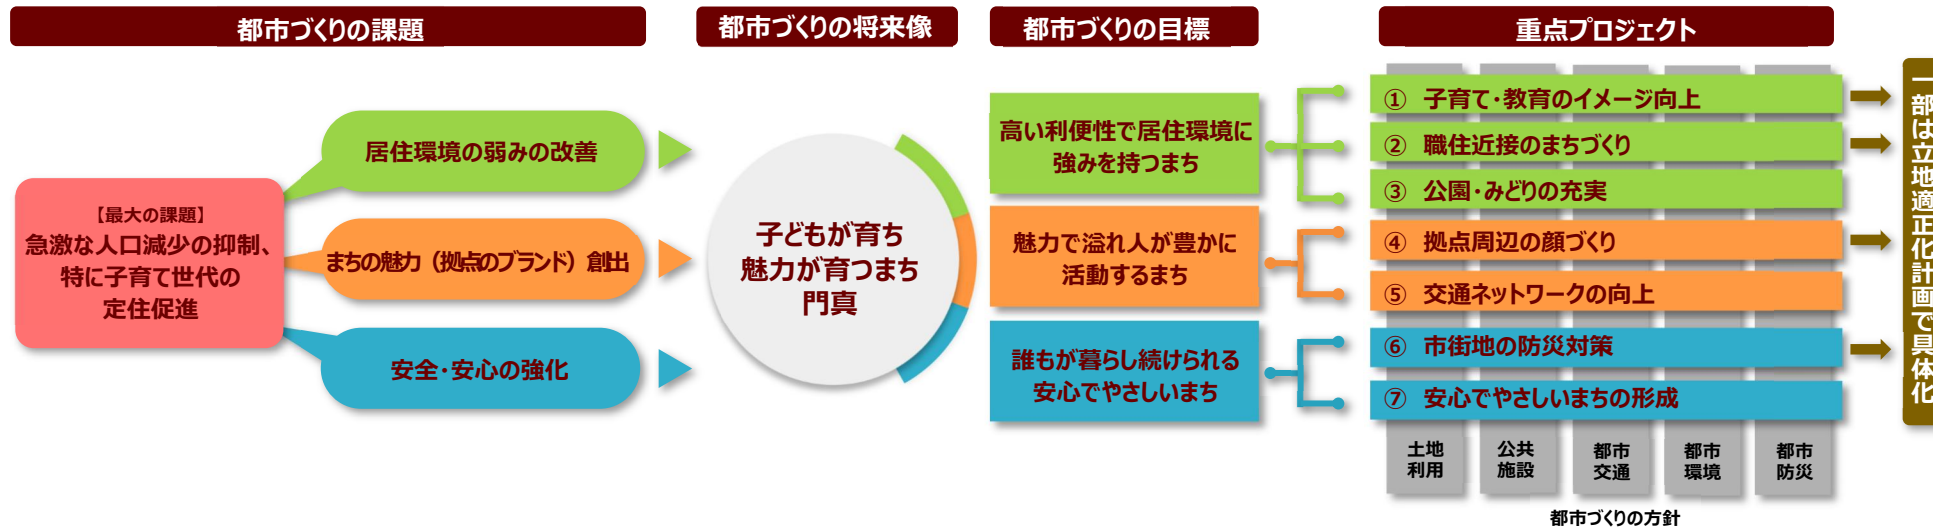 都市づくりの課題
都市づくりの将来像
都市づくりの目標
重点プロジェクト
【最大の課題】
急激な人口減少の抑制、
特に子育て世代の
定住促進
居住環境の弱みの改善
まちの魅力（拠点のブランド）創出
安全・安心の強化
子どもが育ち
魅力が育つまち
門真
高い利便性で居住環境に
強みを持つまち
魅力で溢れ人が豊かに
活動するまち
誰もが暮らし続けられる
安心でやさしいまち
① 子育て・教育のイメージ向上
② 職住近接のまちづくり
③ 公園・みどりの充実
④ 拠点周辺の顔づくり
⑤ 交通ネットワークの向上
⑥ 市街地の防災対策
⑦ 安心でやさしいまちの形成
土地
利用
公共
施設
都市
交通
都市
環境
都市
防災
都市づくりの方針
一部は立地適正化計画で具体化